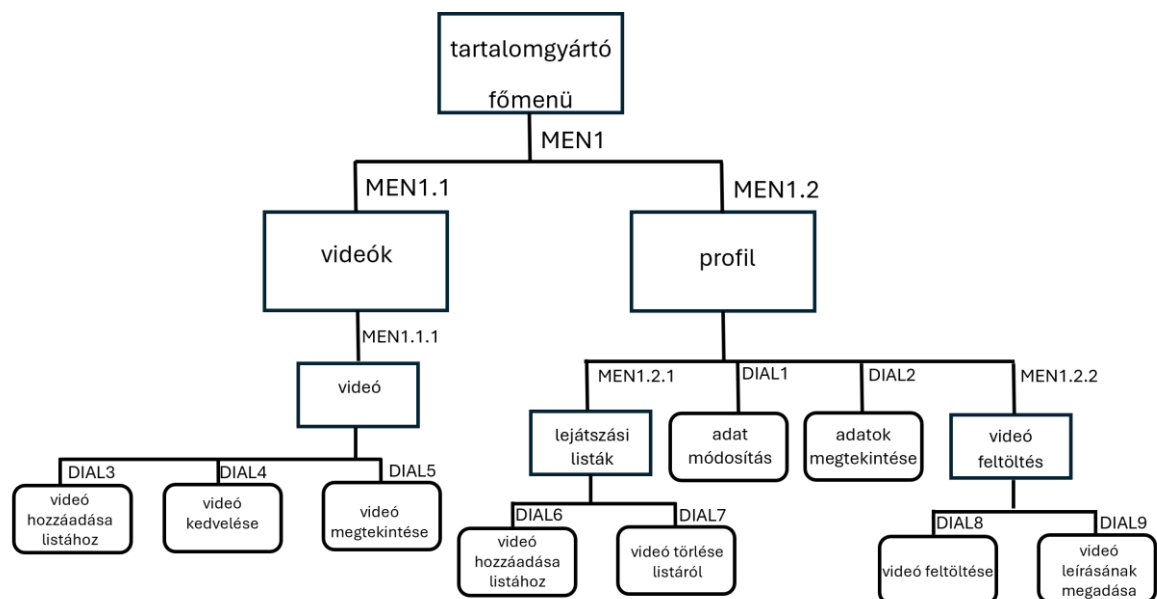 tartalomgyártó
főmenü
MEN1
MEN1.1
MEN1.2
videók
profil
MEN1.1.1
videó
MEN1.2.1
DIAL1
DIAL2
MEN1.2.2
lejátszási
listák
adat
módosítás
adatok
megtekintése
videó
feltöltés
DIAL3
DIAL4
DIAL5
videó
hozzáadása
listához
videó
kedvelése
videó
megtekintése
DIAL6
DIAL7
DIAL8
DIAL9
videó
hozzáadása
listához
videó törlése
listáról
videó feltöltése
videó
leírásának
megadása